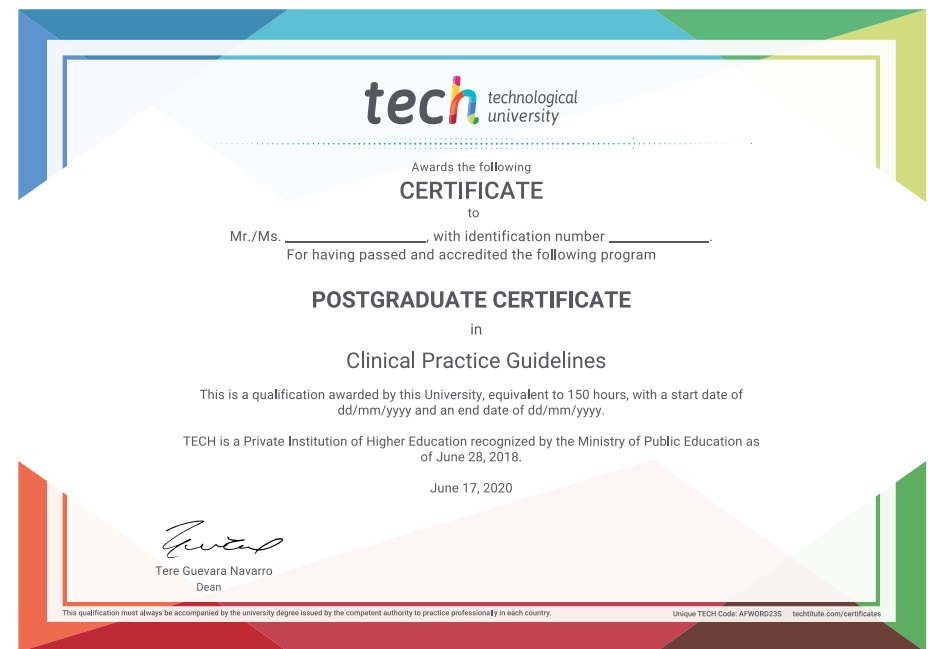 tech technological
university
Awards the following
CERTIFICATE
to
Mr./Ms. ____________________, with identification number ______________.
For having passed and accredited the following program
POSTGRADUATE CERTIFICATE
in
Clinical Practice Guidelines
This is a qualification awarded by this University, equivalent to 150 hours, with a start date of
dd/mm/yyyy and an end date of dd/mm/yyyy.
TECH is a Private Institution of Higher Education recognized by the Ministry of Public Education as
of June 28, 2018.
June 17, 2020
Tere Guevara Navarro
Dean
This qualification must always be accompanied by the university degree issued by the competent authority to practice professionally in each country.
Unique TECH Code: AFWORD23S techtitute.com/certificates